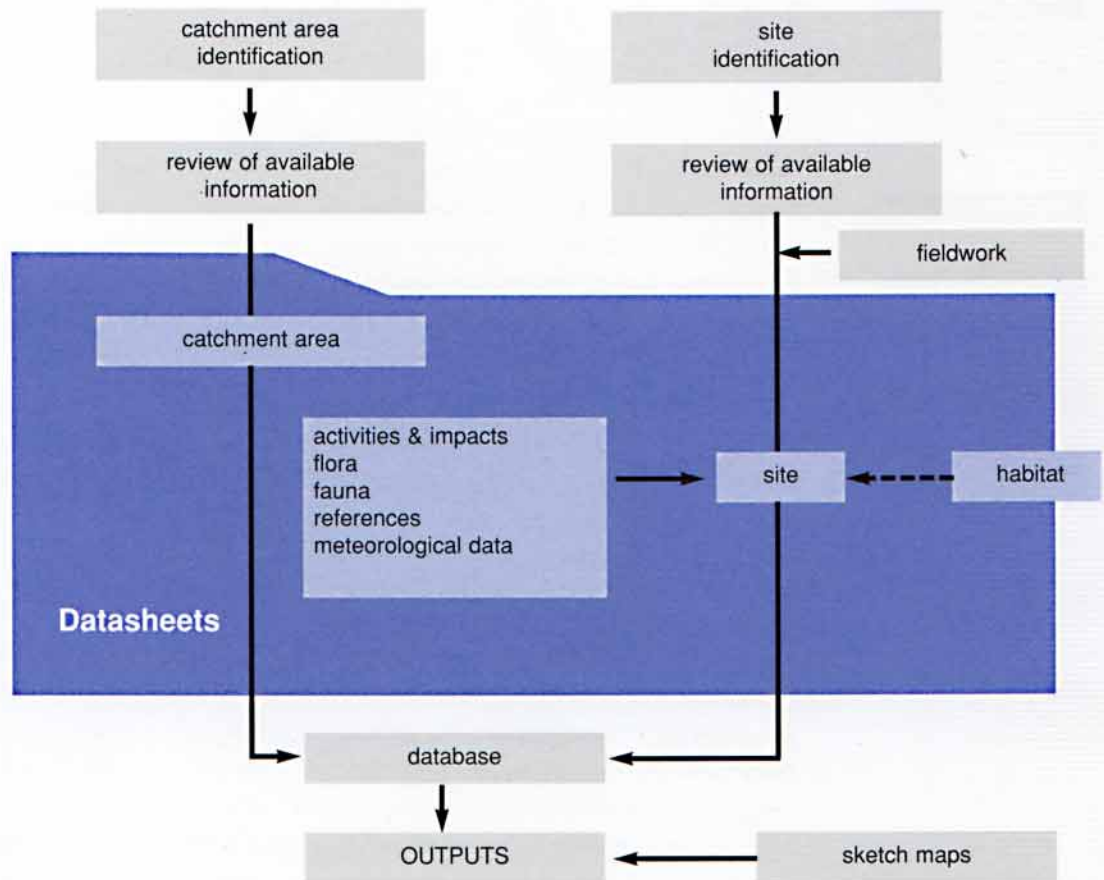 catchment area
identification
site
identification
review of available
information
review of available
information
fieldwork
catchment area
activities & impacts
flora
fauna
references
meteorological data
site
habitat
Datasheets
database
OUTPUTS
sketch maps